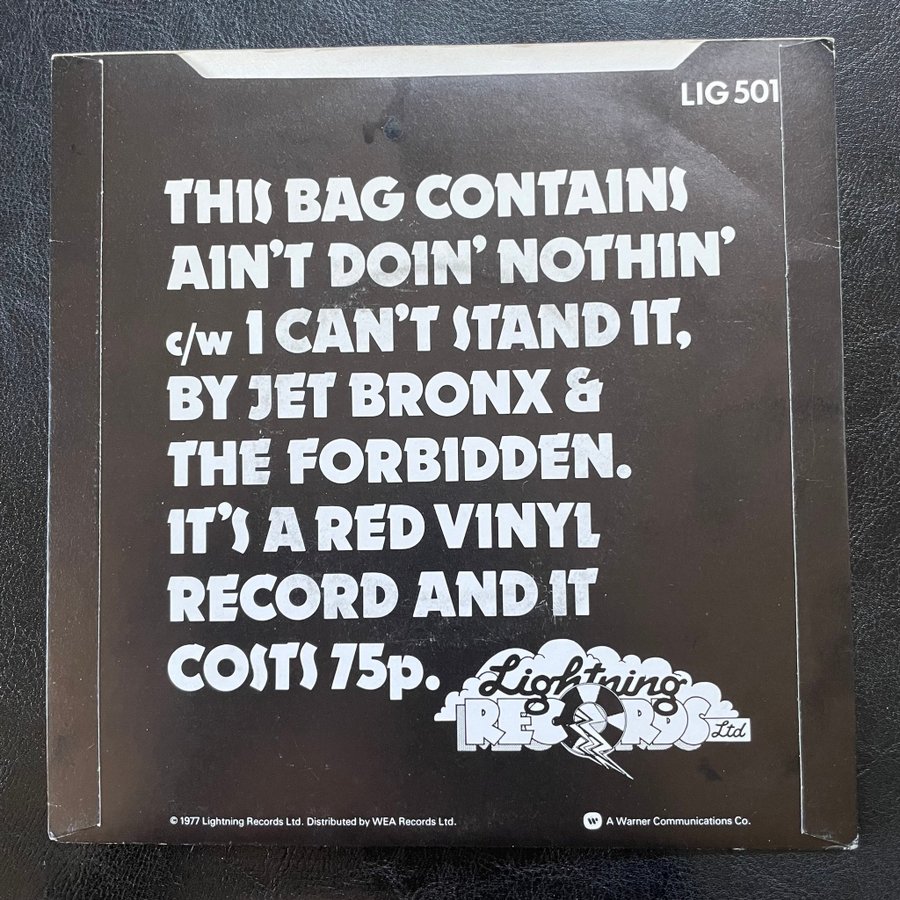 LIG 501
THIS BAG CONTAINS
AIN'T DOIN' NOTHIN'
c/w I CAN'T STAND IT,
BY JET BRONX &
THE FORBIDDEN.
IT'S A RED VINYL
RECORD AND IT
COSTS 75p.
Lightning
RECORDS Ltd
© 1977 Lightning Records Ltd. Distributed by WEA Records Ltd.
W A Warner Communications Co.